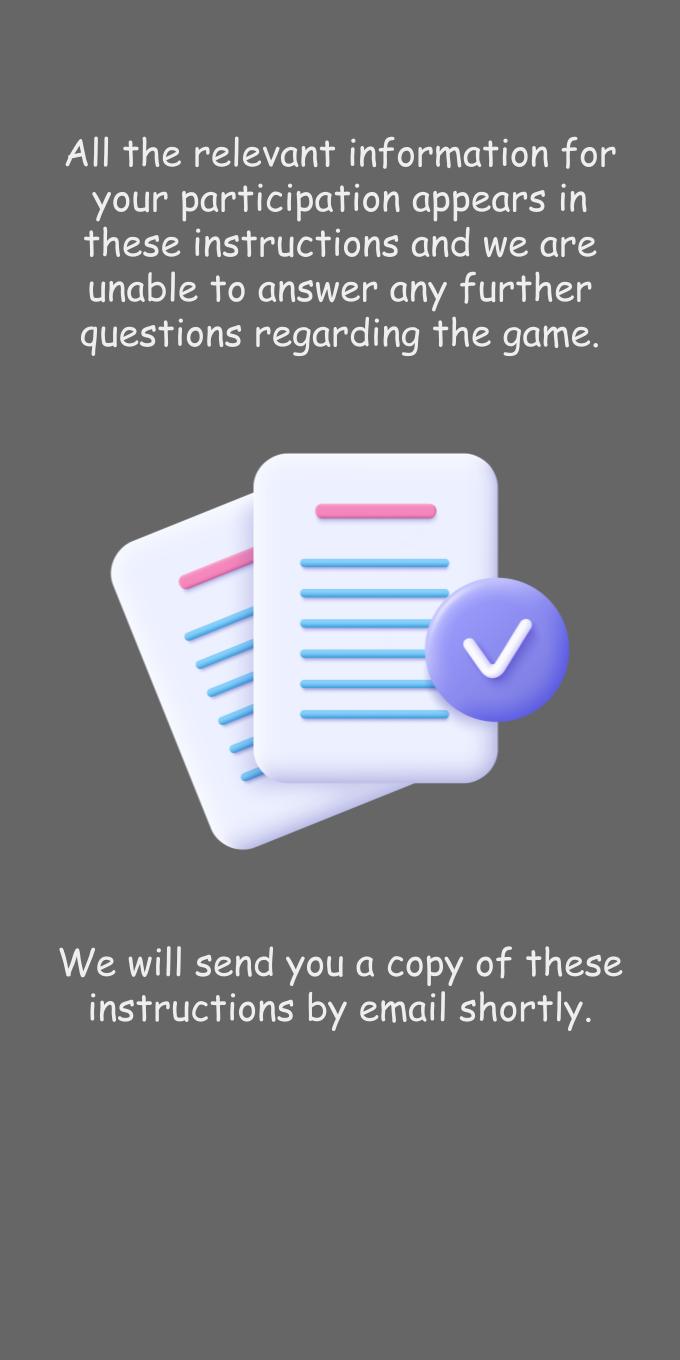 All the relevant information for
your participation appears in
these instructions and we are
unable to answer any further
questions regarding the game.
We will send you a copy of these
instructions by email shortly.